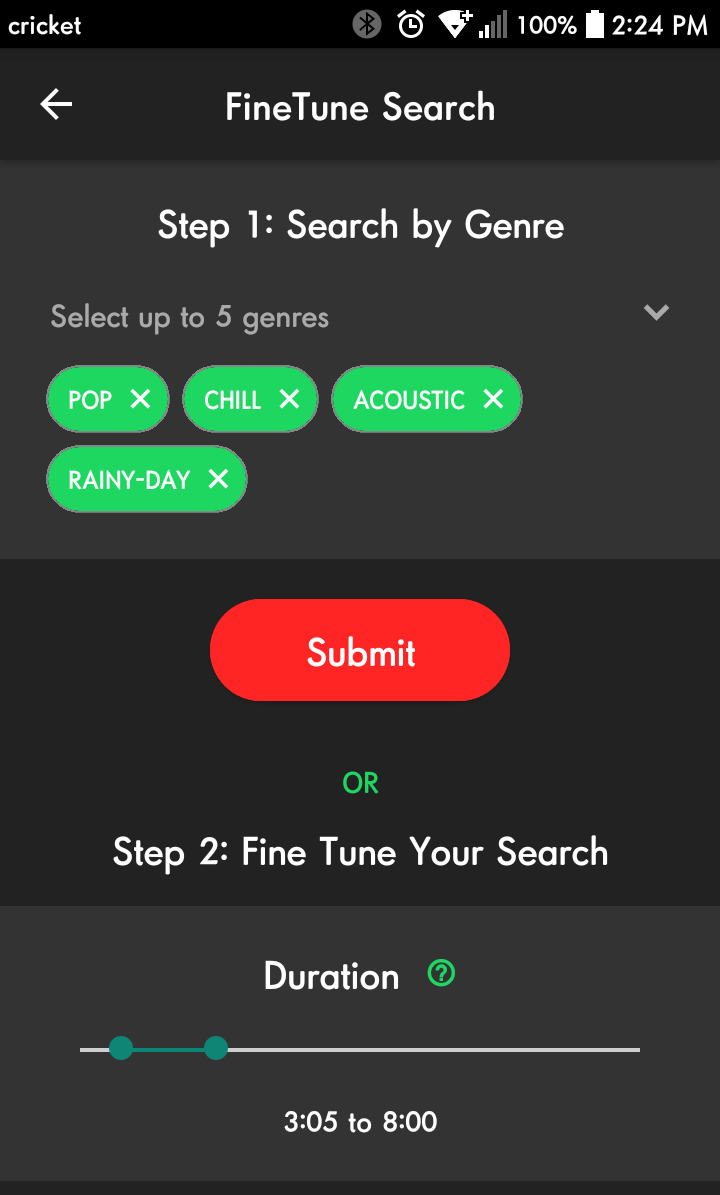 cricket 100% 2:24 PM
FineTune Search
Step 1: Search by Genre
Select up to 5 genres
POP CHILL ACOUSTIC
RAINY-DAY
Submit
OR
Step 2: Fine Tune Your Search
Duration ?
3:05 to 8:00